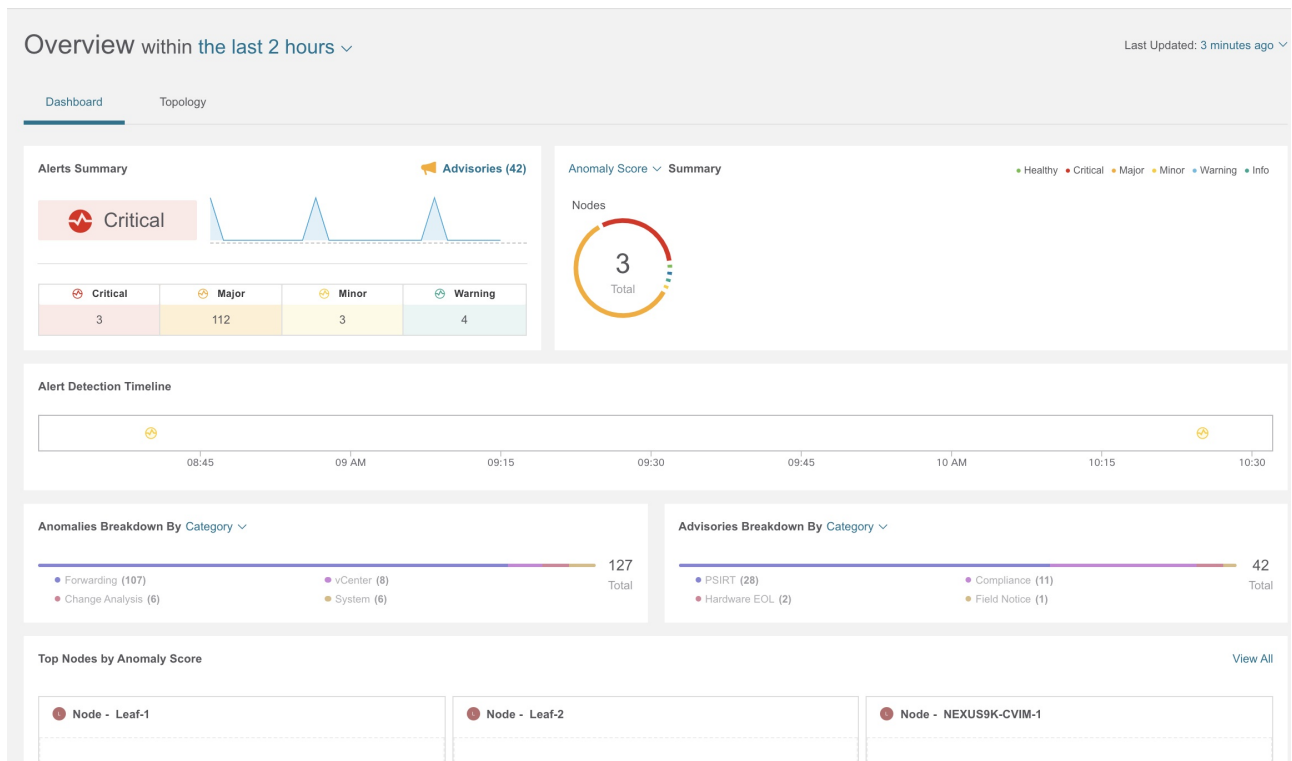 Overview within the last 2 hours
Last Updated: 3 minutes ago
Dashboard
Topology
Alerts Summary
Advisories (42)
Critical
Critical
Major
Minor
Warning
3
112
3
4
Anomaly Score Summary
Healthy
Critical
Major
Minor
Warning
Info
Nodes
3
Total
Alert Detection Timeline
08:45
09 AM
09:15
09:30
09:45
10 AM
10:15
10:30
Anomalies Breakdown By Category
127
Total
Forwarding (107)
vCenter (8)
Change Analysis (6)
System (6)
Advisories Breakdown By Category
42
Total
PSIRT (28)
Compliance (11)
Hardware EOL (2)
Field Notice (1)
Top Nodes by Anomaly Score
View All
Node - Leaf-1
Node - Leaf-2
Node - NEXUS9K-CVIM-1